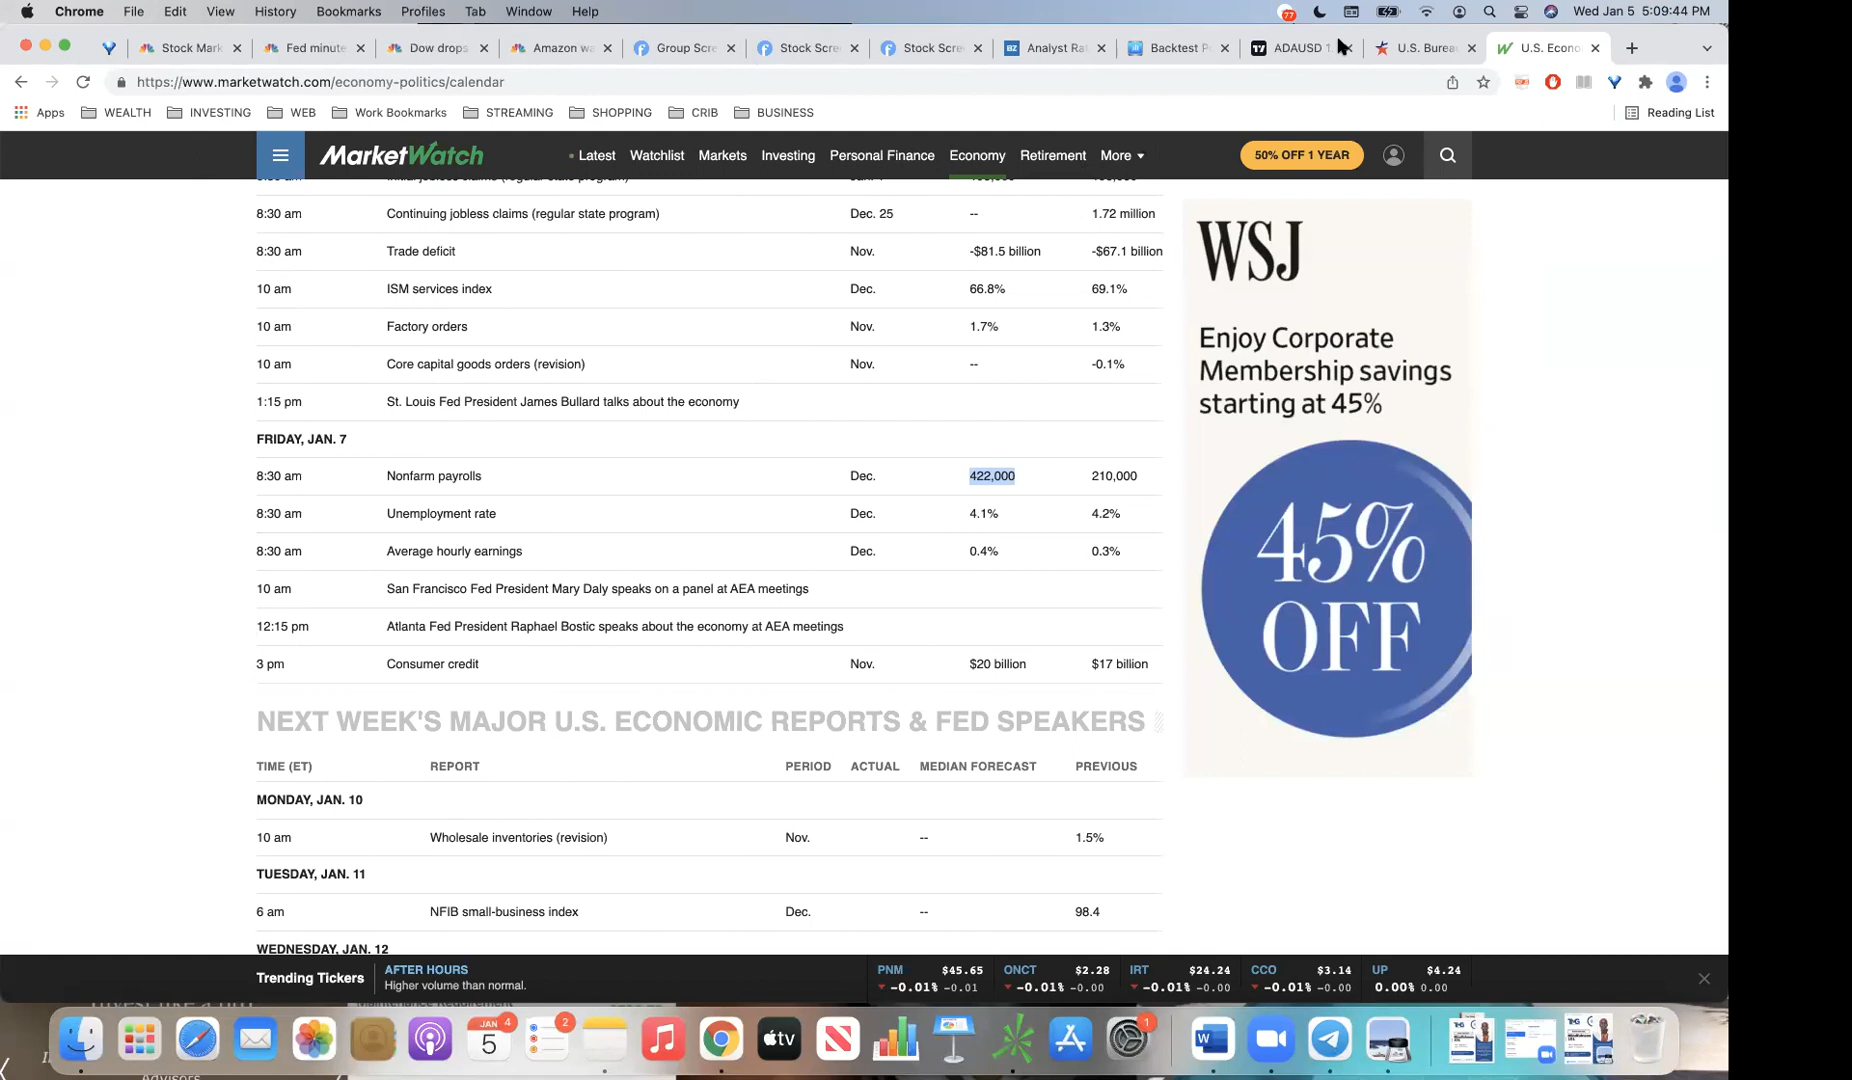 Chrome File Edit View History Bookmarks Profiles Tab Window Help 77 Wed Jan 5 5:09:44 PM
Stock Mark Fed minute Dow drops Amazon wa Group Scre Stock Scre Stock Scre BZ Analyst Rat Backtest P ADAUSD 1. U.S. Bureau U.S. Econo
https://www.marketwatch.com/economy-politics/calendar
Apps WEALTH INVESTING WEB Work Bookmarks STREAMING SHOPPING CRIB BUSINESS Reading List
MarketWatch Latest Watchlist Markets Investing Personal Finance Economy Retirement More 50% OFF 1 YEAR
8:30 am Continuing jobless claims (regular state program) Dec. 25 -- 1.72 million
8:30 am Trade deficit Nov. -$81.5 billion -$67.1 billion
10 am ISM services index Dec. 66.8% 69.1%
10 am Factory orders Nov. 1.7% 1.3%
10 am Core capital goods orders (revision) Nov. -- -0.1%
1:15 pm St. Louis Fed President James Bullard talks about the economy
FRIDAY, JAN. 7
8:30 am Nonfarm payrolls Dec. 422,000 210,000
8:30 am Unemployment rate Dec. 4.1% 4.2%
8:30 am Average hourly earnings Dec. 0.4% 0.3%
10 am San Francisco Fed President Mary Daly speaks on a panel at AEA meetings
12:15 pm Atlanta Fed President Raphael Bostic speaks about the economy at AEA meetings
3 pm Consumer credit Nov. $20 billion $17 billion
NEXT WEEK'S MAJOR U.S. ECONOMIC REPORTS & FED SPEAKERS
TIME (ET) REPORT PERIOD ACTUAL MEDIAN FORECAST PREVIOUS
MONDAY, JAN. 10
10 am Wholesale inventories (revision) Nov. -- 1.5%
TUESDAY, JAN. 11
6 am NFIB small-business index Dec. -- 98.4
WEDNESDAY, JAN. 12
WSJ
Enjoy Corporate
Membership savings
starting at 45%
45%
OFF
Trending Tickers
AFTER HOURS
Higher volume than normal.
PNM $45.65 ONCT $2.28 IRT $24.24 CCO $3.14 UP $4.24
-0.01% -0.01 -0.01% -0.00 -0.01% -0.00 -0.01% -0.00 0.00% 0.00
JAN 4
5
2
tv
1
W
Advisors